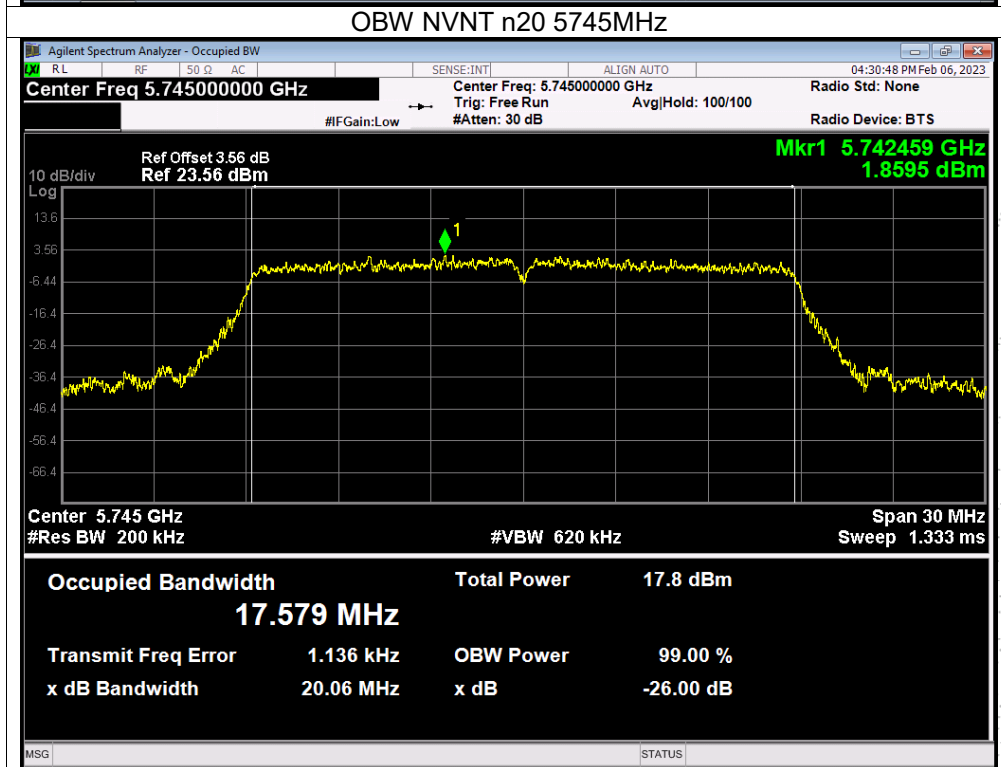 OBW NVNT n20 5745MHz
Agilent Spectrum Analyzer - Occupied BW
LXI RL RF 50 Ω AC SENSE:INT ALIGN AUTO 04:30:48 PM Feb 06, 2023
Center Freq 5.745000000 GHz Center Freq: 5.745000000 GHz Radio Std: None
Trig: Free Run Avg|Hold: 100/100
#IFGain:Low #Atten: 30 dB Radio Device: BTS
Ref Offset 3.56 dB Mkr1 5.742459 GHz
10 dB/div Ref 23.56 dBm 1.8595 dBm
Log
13.6
1
3.56
-6.44
-16.4
-26.4
-36.4
-46.4
-56.4
-66.4
Center 5.745 GHz Span 30 MHz
#Res BW 200 kHz #VBW 620 kHz Sweep 1.333 ms
Occupied Bandwidth Total Power 17.8 dBm
17.579 MHz
Transmit Freq Error 1.136 kHz OBW Power 99.00 %
x dB Bandwidth 20.06 MHz x dB -26.00 dB
MSG STATUS